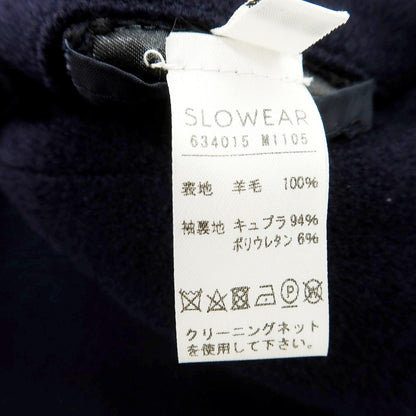 SLOWEAR
634015 M1105
表地 羊毛 100%
袖裏地 キュプラ 94%
ポリウレタン 6%
P W
クリーニングネット
を使用して下さい。